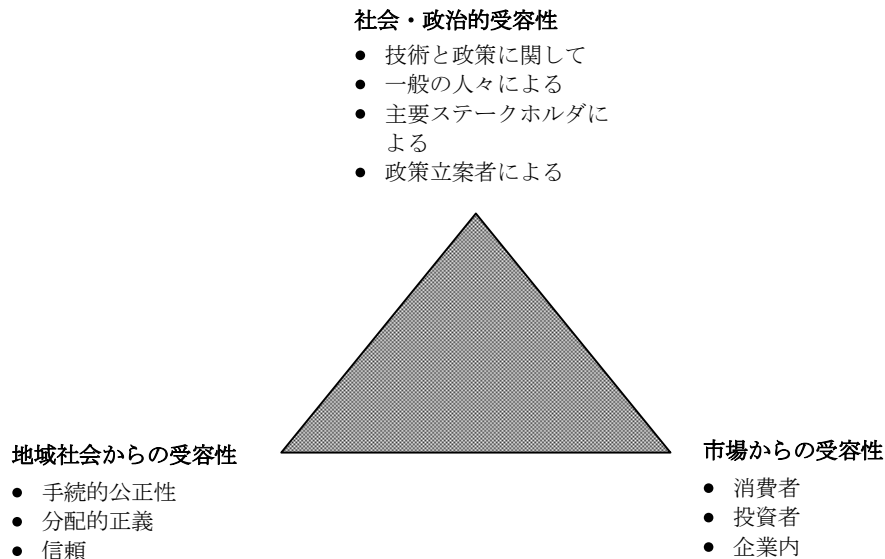 社会・政治的受容性
● 技術と政策に関して
● 一般の人々による
● 主要ステークホルダに
よる
● 政策立案者による
地域社会からの受容性
● 手続的公正性
● 分配的正義
● 信頼
市場からの受容性
● 消費者
● 投資者
● 企業内